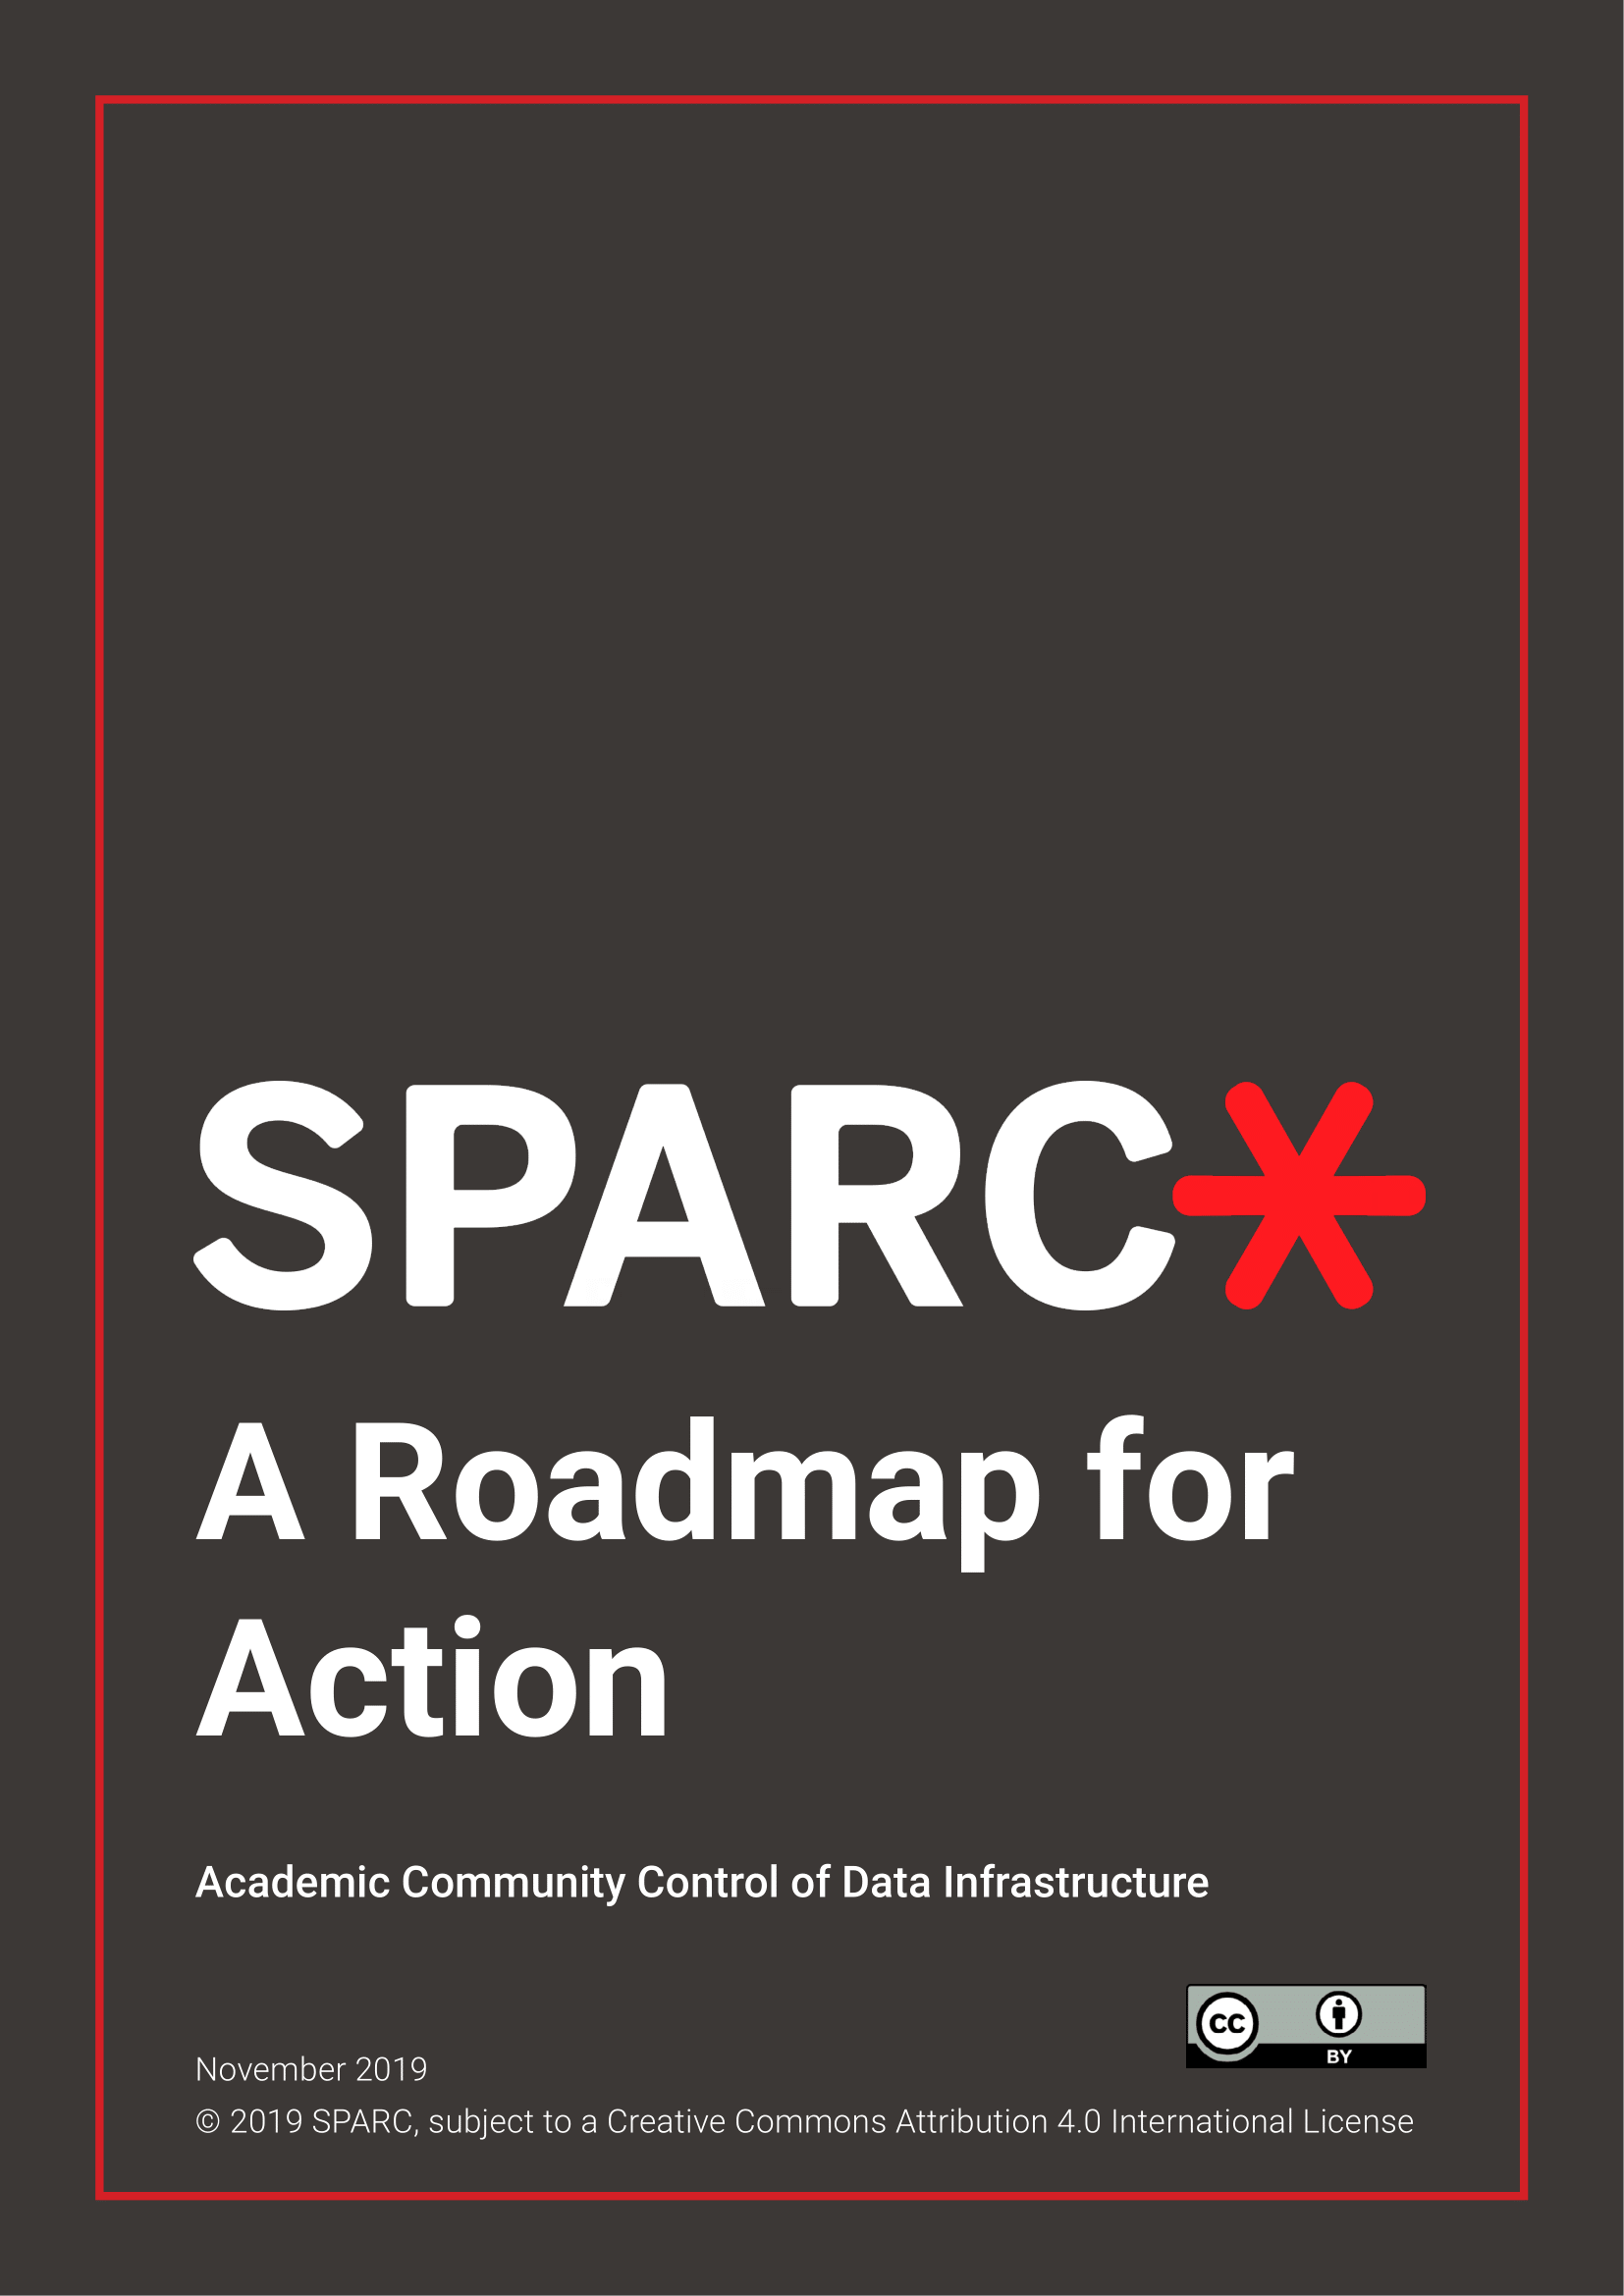 SPARC*
A Roadmap for
Action
Academic Community Control of Data Infrastructure
cc
BY
November 2019
© 2019 SPARC, subject to a Creative Commons Attribution 4.0 International License